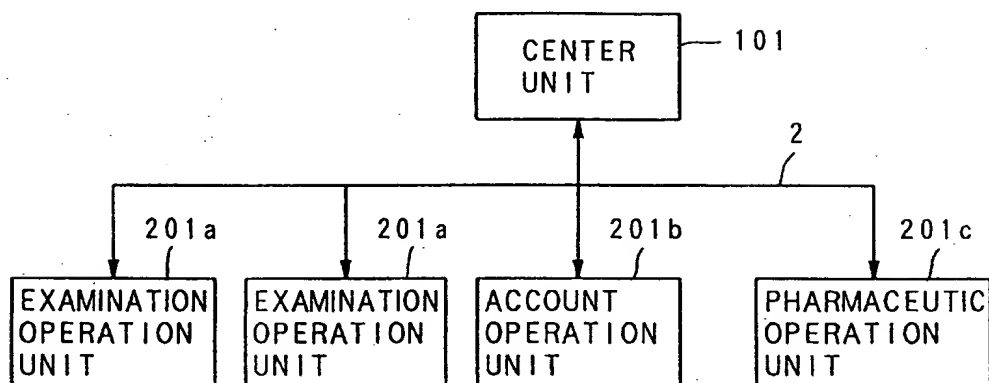 CENTER
UNIT
101
2
201a
201a
201b
201c
EXAMINATION
OPERATION
UNIT
EXAMINATION
OPERATION
UNIT
ACCOUNT
OPERATION
UNIT
PHARMACEUTIC
OPERATION
UNIT